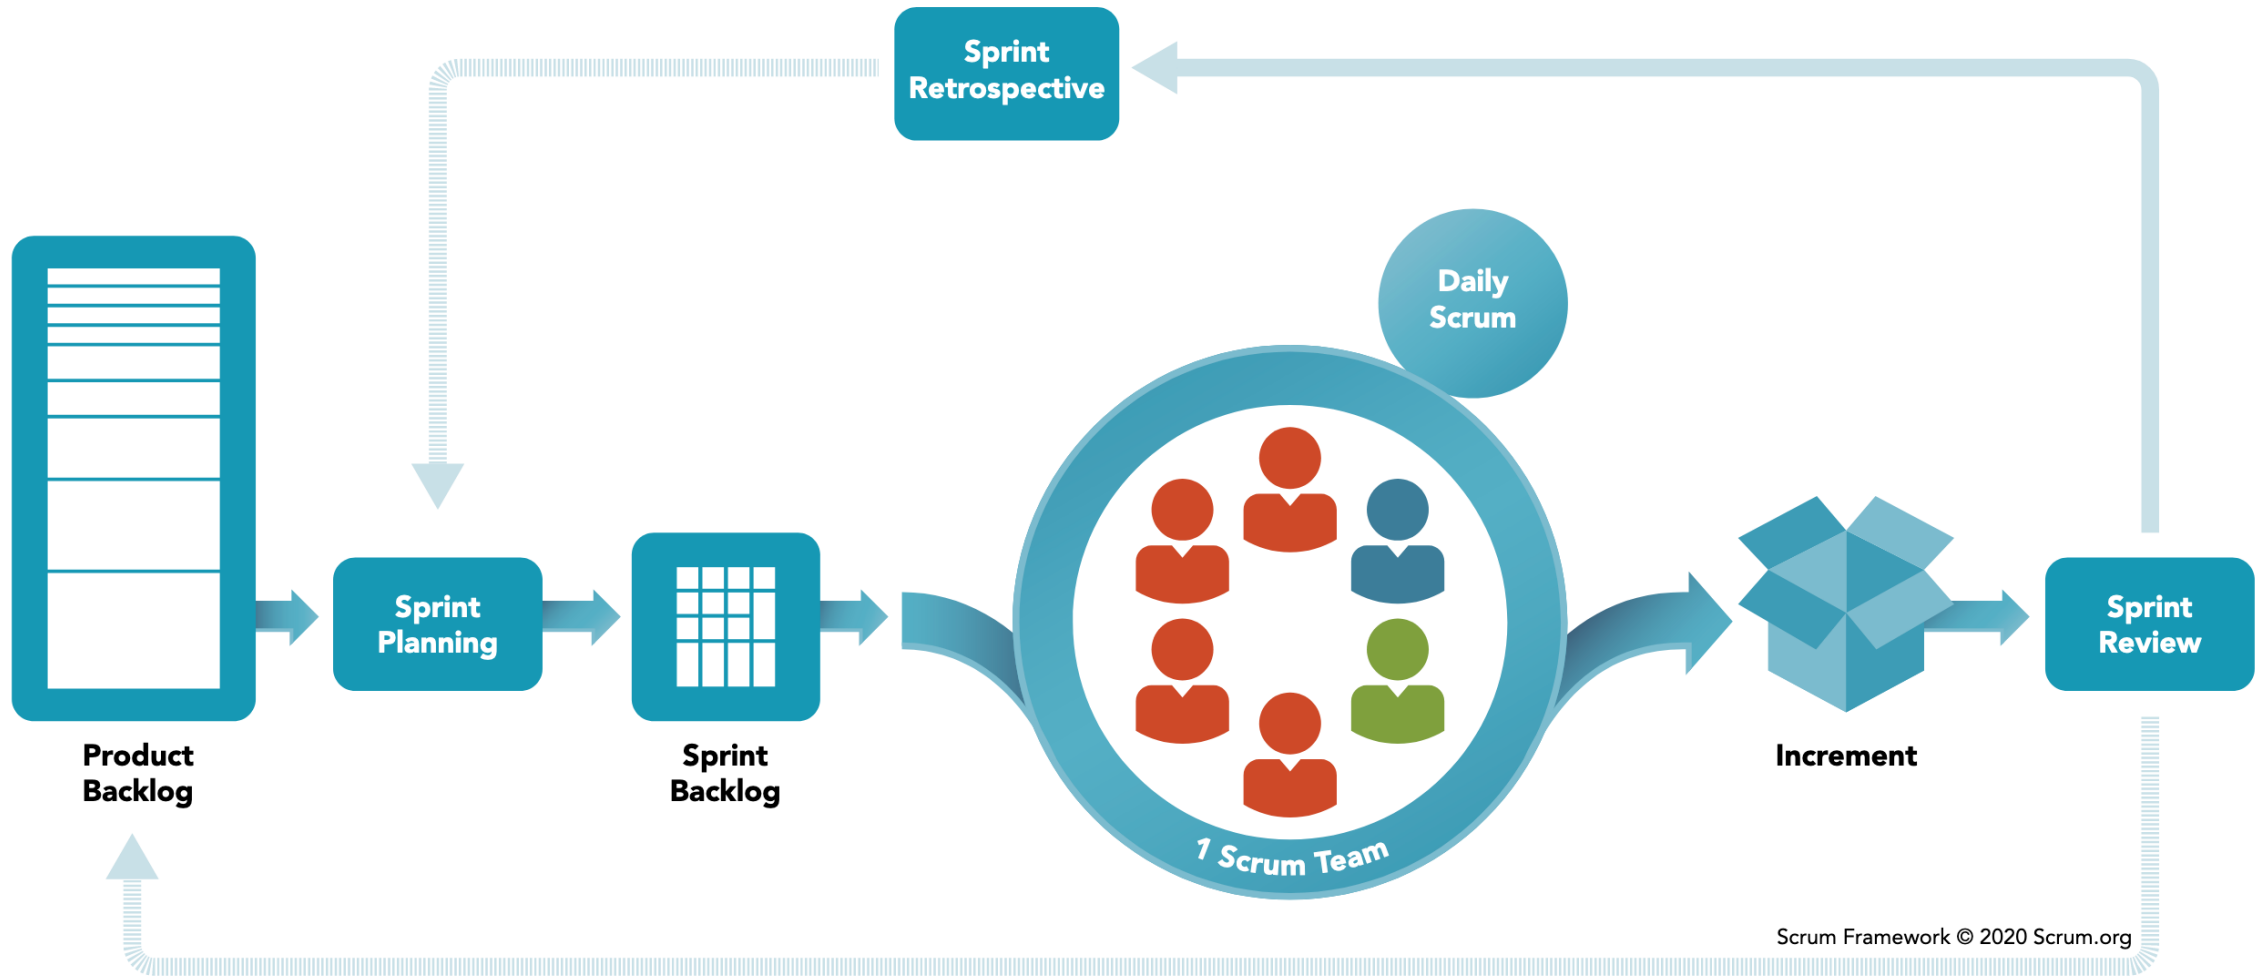 Sprint
Retrospective
Daily
Scrum
Sprint
Planning
Sprint
Review
Product
Backlog
Sprint
Backlog
Increment
1 Scrum Team
Scrum Framework © 2020 Scrum.org